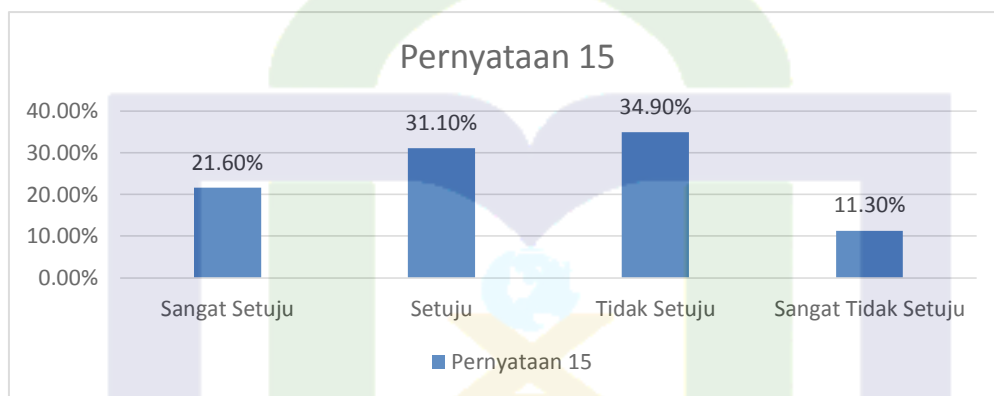 Pernyataan 15
40.00%
30.00%
20.00%
10.00%
0.00%
21.60%
31.10%
34.90%
11.30%
Sangat Setuju
Setuju
Tidak Setuju
Sangat Tidak Setuju
Pernyataan 15